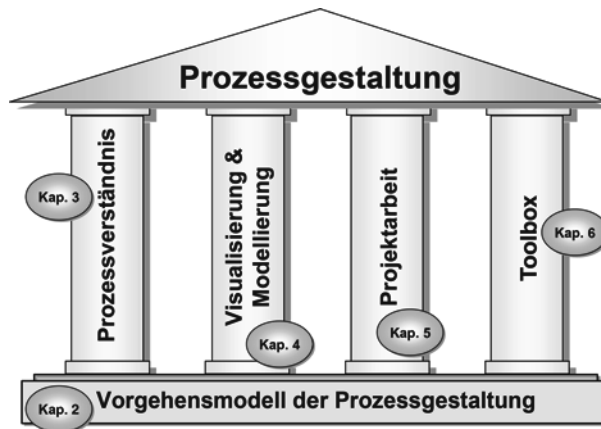 Prozessgestaltung
Kap. 3
Prozessverständnis
Visualisierung &
Modellierung
Kap. 4
Projektarbeit
Kap. 5
Toolbox
Kap. 6
Kap. 2
Vorgehensmodell der Prozessgestaltung